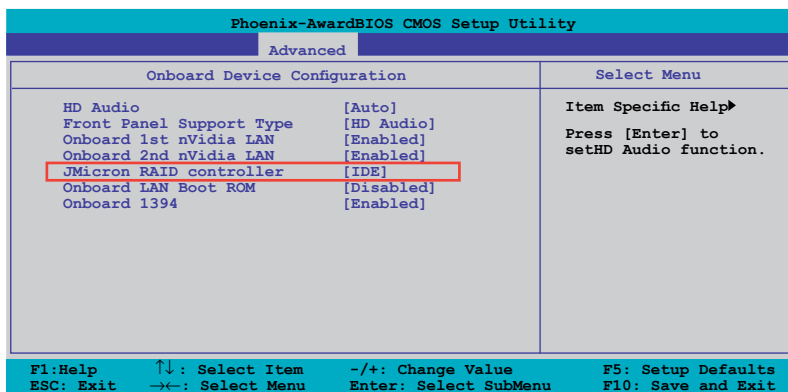 Phoenix-AwardBIOS CMOS Setup Utility
Advanced
Onboard Device Configuration
Select Menu
HD Audio [Auto]
Front Panel Support Type [HD Audio]
Onboard 1st nVidia LAN [Enabled]
Onboard 2nd nVidia LAN [Enabled]
JMicron RAID controller [IDE]
Onboard LAN Boot ROM [Disabled]
Onboard 1394 [Enabled]
Item Specific Help▶
Press [Enter] to
setHD Audio function.
F1:Help ↑↓ : Select Item -/+: Change Value F5: Setup Defaults
ESC: Exit →←: Select Menu Enter: Select SubMenu F10: Save and Exit